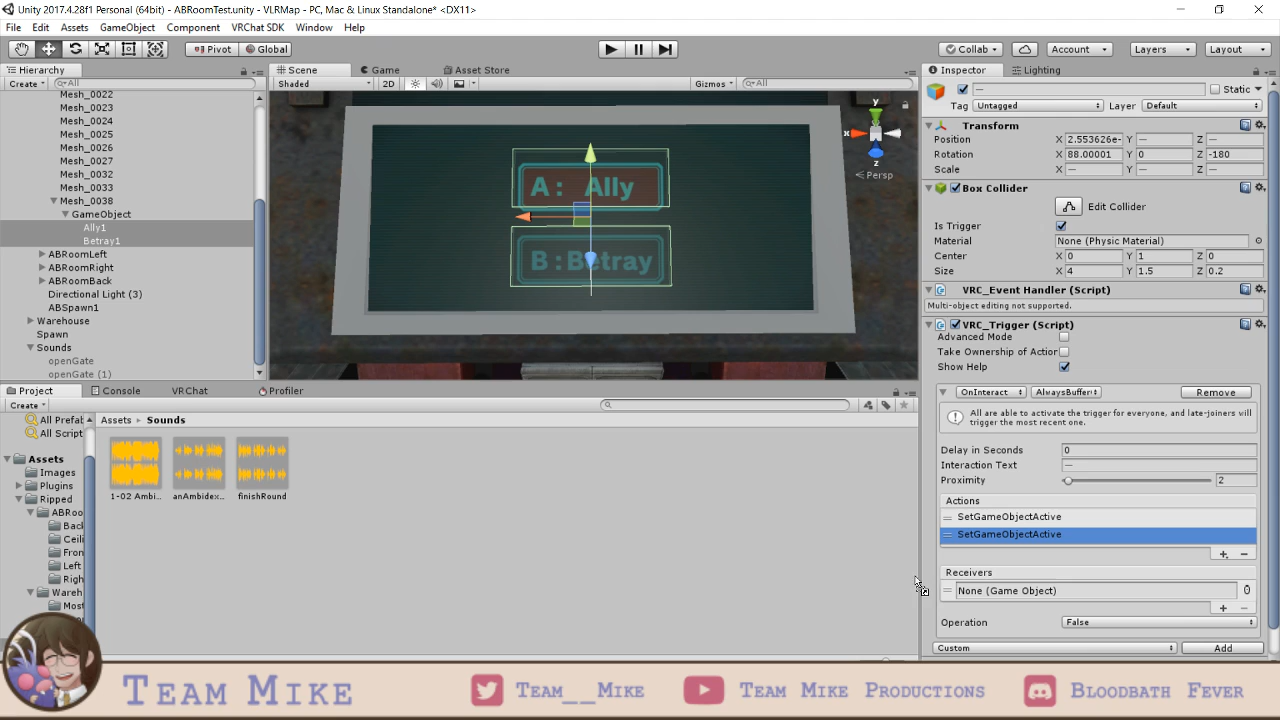 Unity 2017.4.28f1 Personal (64bit) - ABRoomTest.unity - VLRMap - PC, Mac & Linux Standalone* <DX11>
File Edit Assets GameObject Component VRChat SDK Window Help
Pivot Global Collab Account Layers Layout
Hierarchy
Create All
Mesh_0022
Mesh_0023
Mesh_0024
Mesh_0025
Mesh_0026
Mesh_0027
Mesh_0032
Mesh_0033
Mesh_0038
GameObject
Ally1
Betray1
ABRoomLeft
ABRoomRight
ABRoomBack
Directional Light (3)
ABSpawn1
Warehouse
Spawn
Sounds
openGate
openGate (1)
Scene Game Asset Store
Shaded 2D Gizmos All
A : Ally
B : Betray
y
x
z
Persp
Project Console VRChat Profiler
Create
All Prefab
All Script
Assets
Images
Plugins
Ripped
ABRoo
Back
Ceili
Fron
Left
Righ
Wareh
Most
Assets Sounds
1-02 Ambi...
anAmbidex...
finishRound
Inspector Lighting
— Static
Tag Untagged Layer Default
Transform
Position X 2.553626e- Y — Z —
Rotation X 88.00001 Y 0 Z -180
Scale X — Y — Z —
Box Collider
Edit Collider
Is Trigger
Material None (Physic Material)
Center X 0 Y 1 Z 0
Size X 4 Y 1.5 Z 0.2
VRC_Event Handler (Script)
Multi-object editing not supported.
VRC_Trigger (Script)
Advanced Mode
Take Ownership of Action
Show Help
OnInteract AlwaysBuffer Remove
All are able to activate the trigger for everyone, and late-joiners will
trigger the most recent one.
Delay in Seconds 0
Interaction Text —
Proximity 2
Actions
SetGameObjectActive
SetGameObjectActive
Receivers
None (Game Object)
Operation False
Custom Add
Team Mike Team__Mike Team Mike Productions Bloodbath Fever